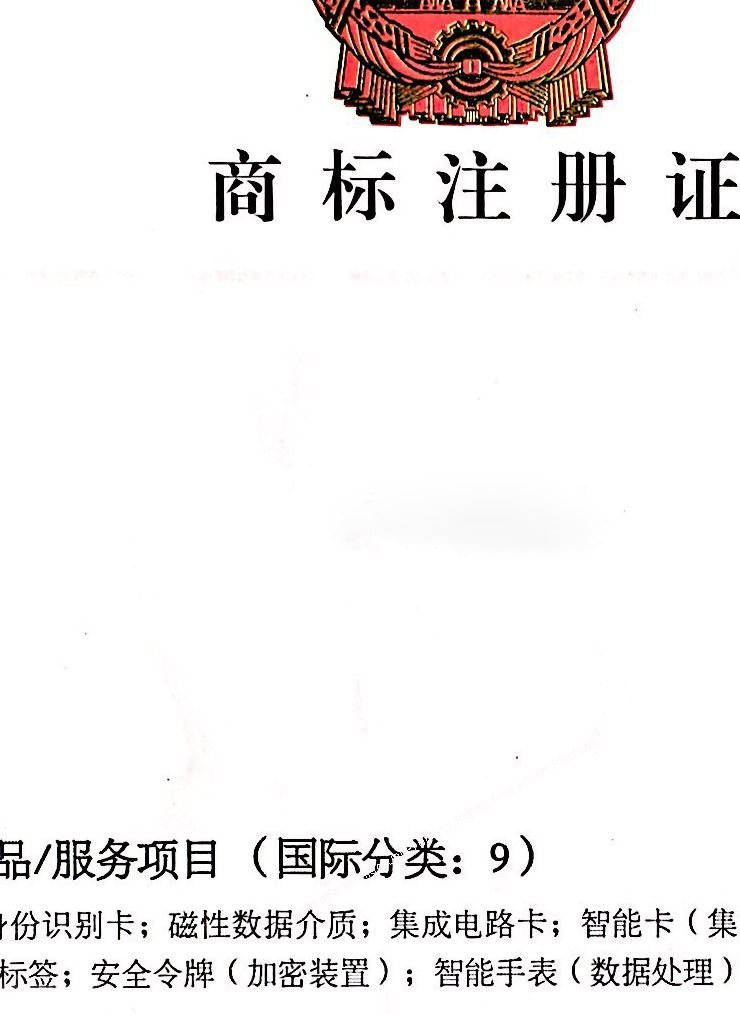 商标注册证
品/服务项目（国际分类：9）
份识别卡；磁性数据介质；集成电路卡；智能卡（集
标签；安全令牌（加密装置）；智能手表（数据处理）